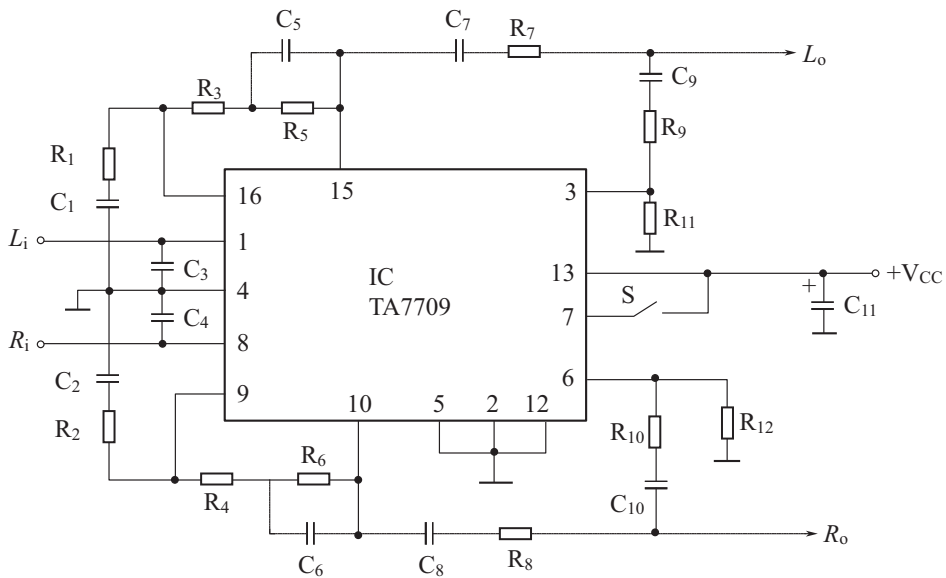 C₅
C₇
R₇
Lₒ
C₉
R₃
R₅
R₉
R₁
C₁
16
15
3
R₁₁
Lᵢ
1
C₃
4
C₄
Rᵢ
8
IC
TA7709
13
+V_CC
S
+
C₁₁
7
C₂
9
6
10
5
2
12
R₂
R₁₀
R₁₂
R₄
R₆
C₁₀
C₆
C₈
R₈
Rₒ